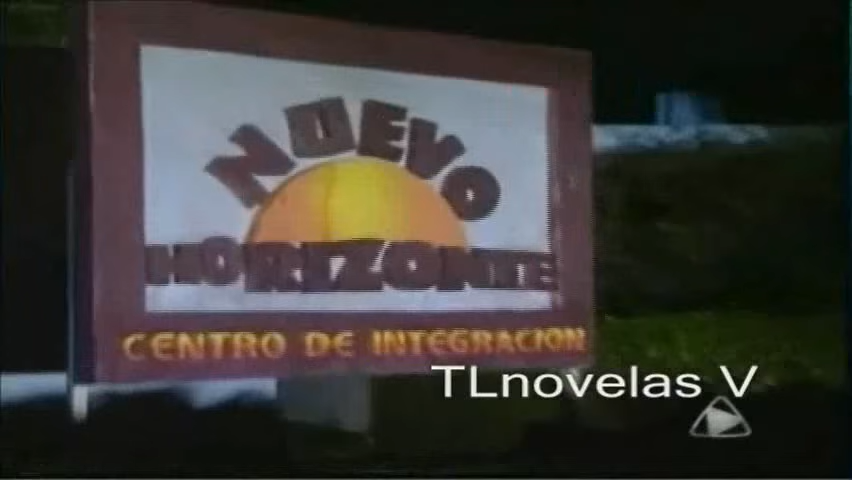 NUEVO
HORIZONTE
CENTRO DE INTEGRACION
TLnovelas V